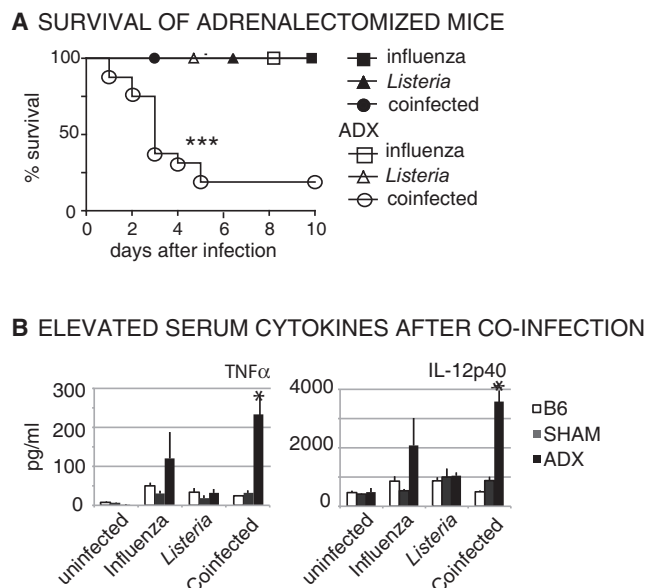 A SURVIVAL OF ADRENALECTOMIZED MICE
100
50
0
% survival
***
0 2 4 6 8 10
days after infection
influenza
Listeria
coinfected
ADX
influenza
Listeria
coinfected
B ELEVATED SERUM CYTOKINES AFTER CO-INFECTION
TNFα
300
200
100
0
pg/ml
*
uninfected
Influenza
Listeria
Coinfected
IL-12p40
4000
2000
0
*
uninfected
Influenza
Listeria
Coinfected
B6
SHAM
ADX